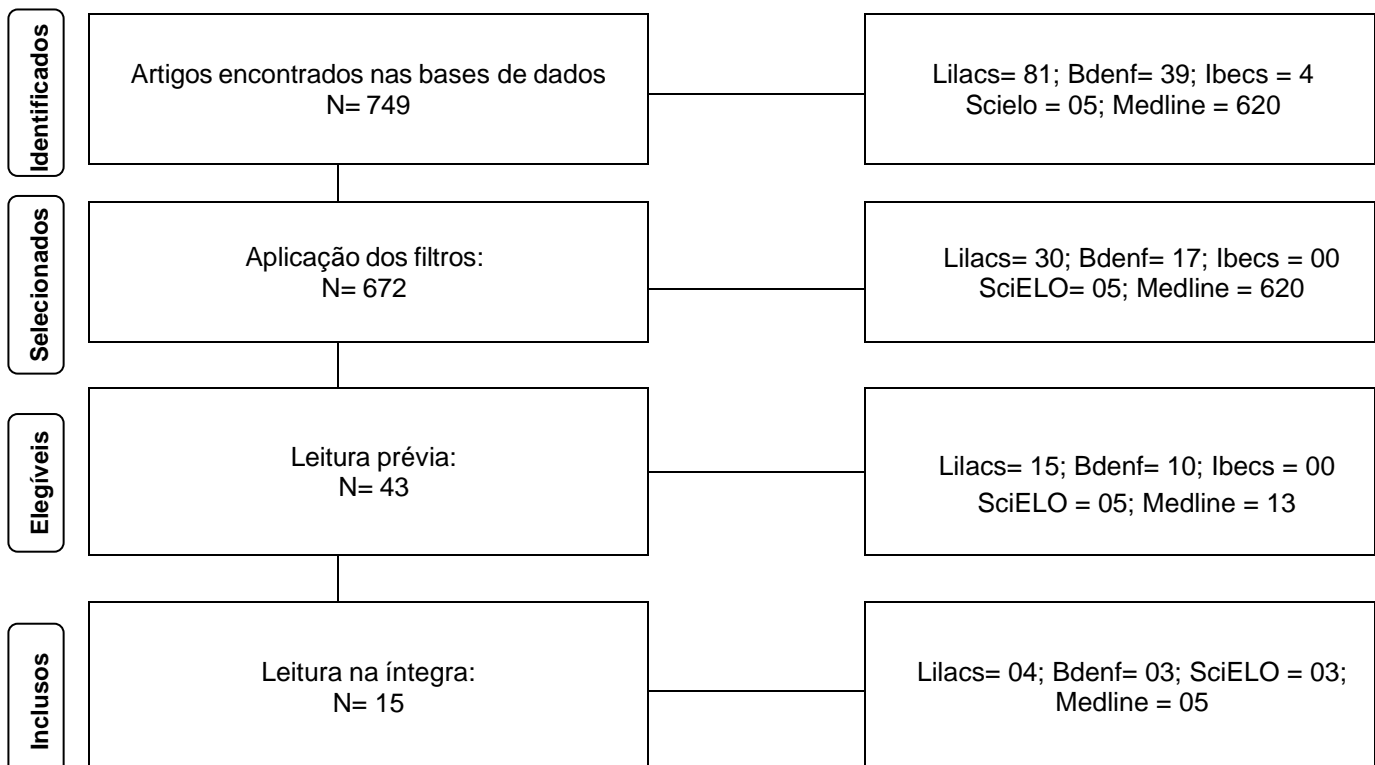 Identificados
Artigos encontrados nas bases de dados
N= 749
Lilacs= 81; Bdenf= 39; Ibecs = 4
Scielo = 05; Medline = 620
Selecionados
Aplicação dos filtros:
N= 672
Lilacs= 30; Bdenf= 17; Ibecs = 00
SciELO= 05; Medline = 620
Elegíveis
Leitura prévia:
N= 43
Lilacs= 15; Bdenf= 10; Ibecs = 00
SciELO = 05; Medline = 13
Inclusos
Leitura na íntegra:
N= 15
Lilacs= 04; Bdenf= 03; SciELO = 03;
Medline = 05